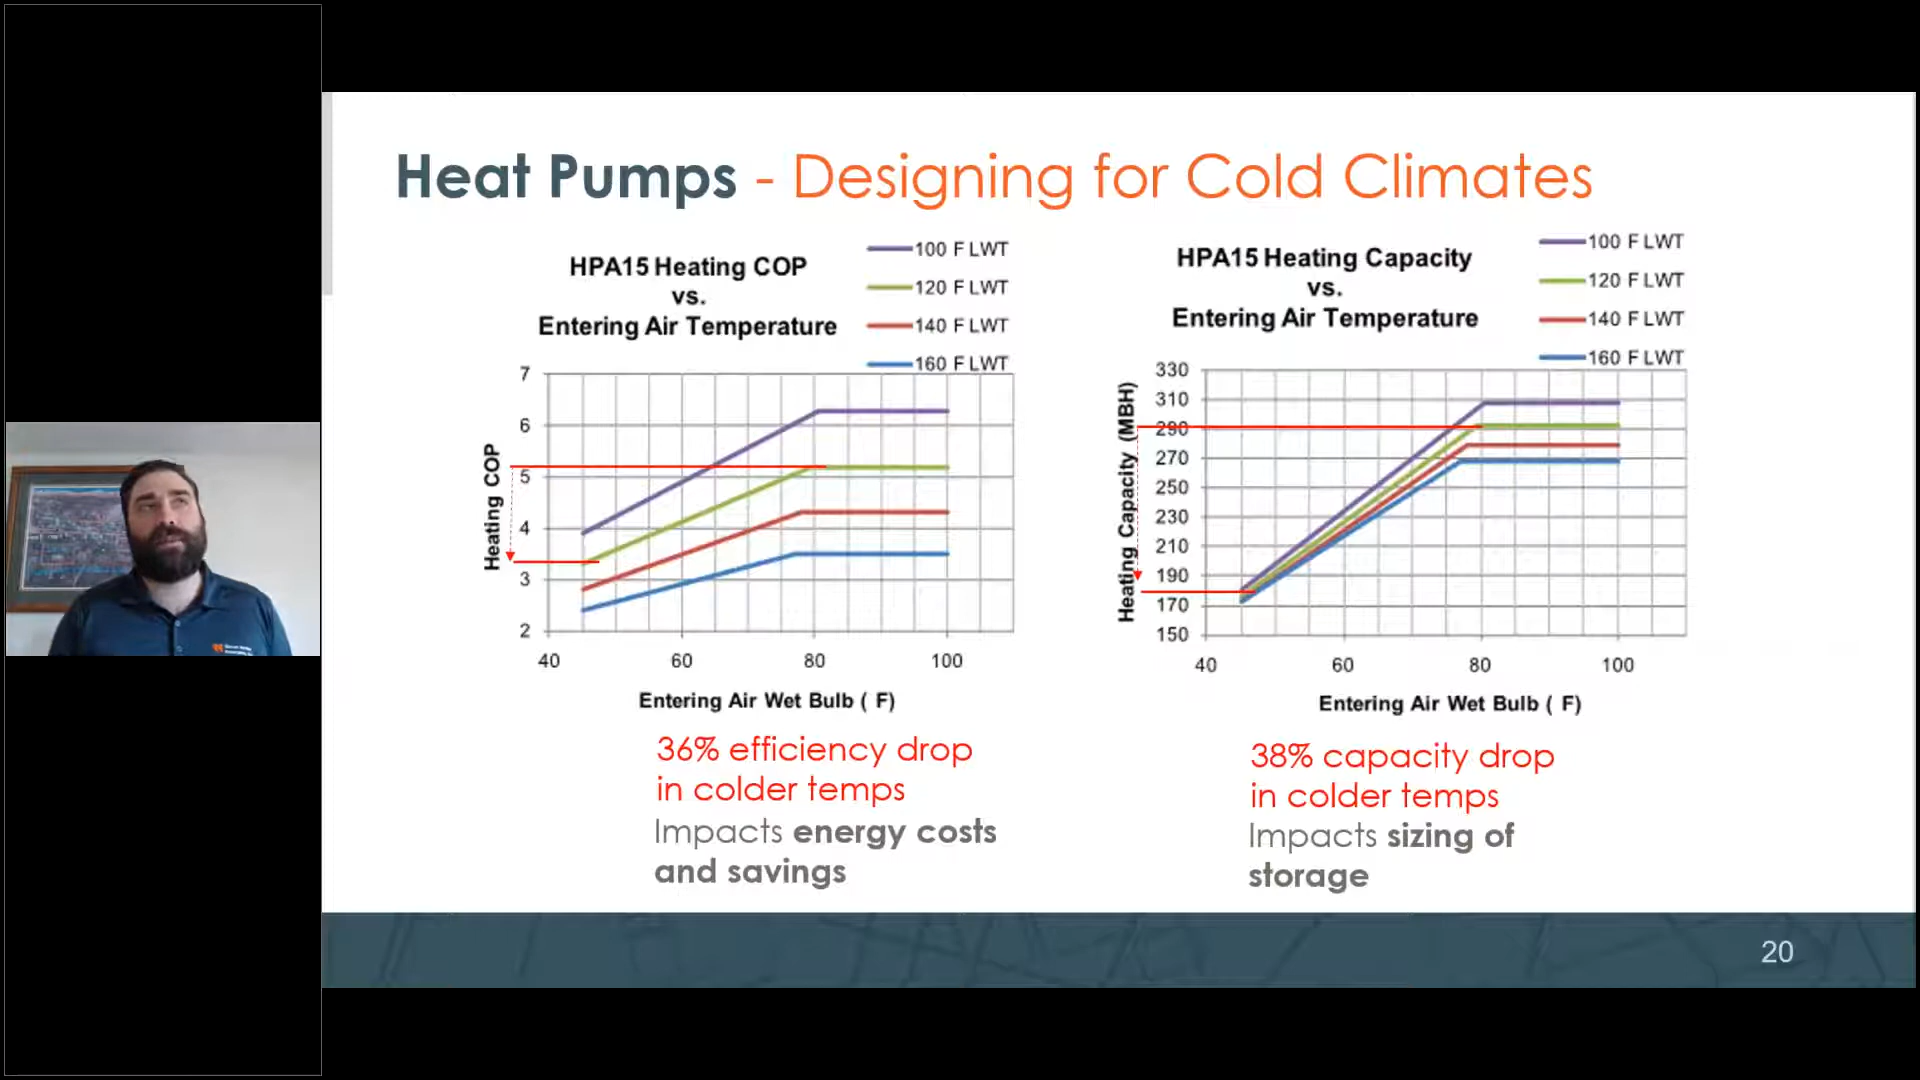 Heat Pumps - Designing for Cold Climates
HPA15 Heating COP
vs.
Entering Air Temperature
100 F LWT
120 F LWT
140 F LWT
160 F LWT
Heating COP
7
6
5
4
3
2
40 60 80 100
Entering Air Wet Bulb ( F)
36% efficiency drop
in colder temps
Impacts energy costs
and savings
HPA15 Heating Capacity
vs.
Entering Air Temperature
100 F LWT
120 F LWT
140 F LWT
160 F LWT
Heating Capacity (MBH)
330
310
290
270
250
230
210
190
170
150
40 60 80 100
Entering Air Wet Bulb ( F)
38% capacity drop
in colder temps
Impacts sizing of
storage
20